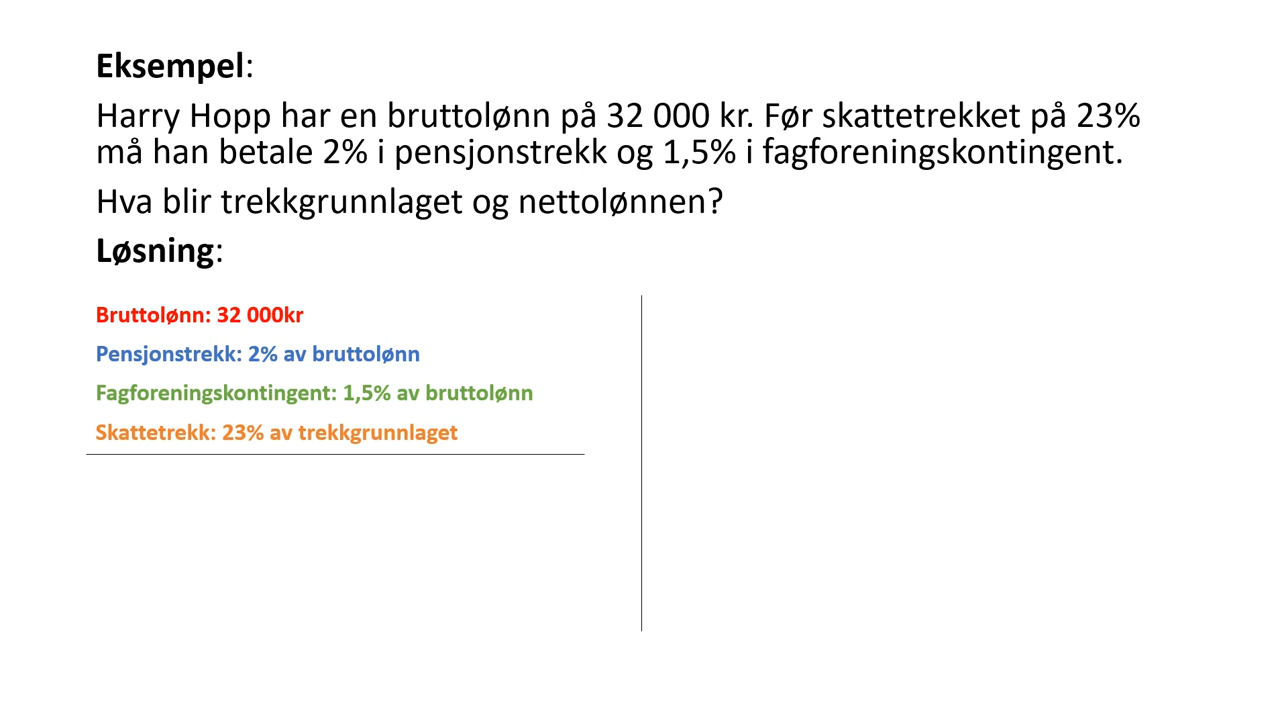 Eksempel:
Harry Hopp har en bruttolønn på 32 000 kr. Før skattetrekket på 23%
må han betale 2% i pensjonstrekk og 1,5% i fagforeningskontingent.
Hva blir trekkgrunnlaget og nettolønnen?
Løsning:
Bruttolønn: 32 000kr
Pensjonstrekk: 2% av bruttolønn
Fagforeningskontingent: 1,5% av bruttolønn
Skattetrekk: 23% av trekkgrunnlaget